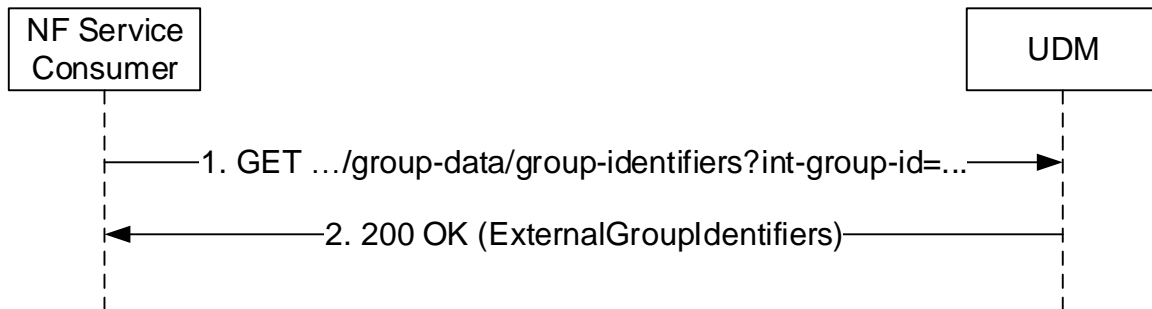 NF Service
Consumer
UDM
1. GET …/group-data/group-identifiers?int-group-id=...
2. 200 OK (ExternalGroupIdentifiers)